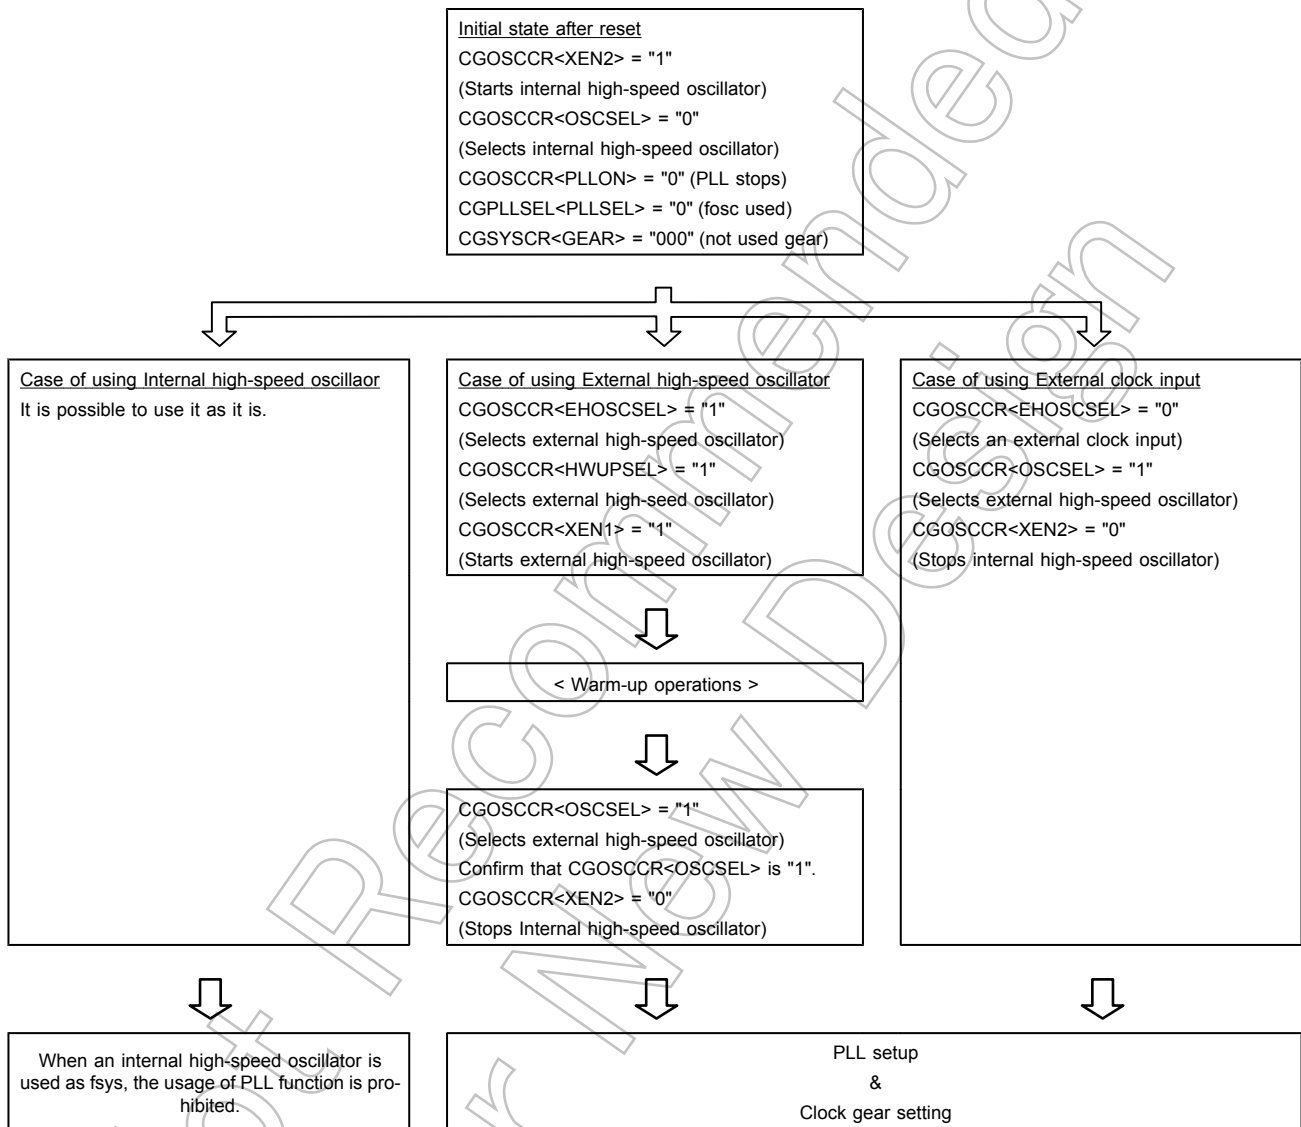 Initial state after reset
CGOSCCR<XEN2> = "1"
(Starts internal high-speed oscillator)
CGOSCCR<OSCSEL> = "0"
(Selects internal high-speed oscillator)
CGOSCCR<PLLON> = "0" (PLL stops)
CGPLLSEL<PLLSEL> = "0" (fosc used)
CGSYSCR<GEAR> = "000" (not used gear)
Case of using Internal high-speed oscillaor
It is possible to use it as it is.
Case of using External high-speed oscillator
CGOSCCR<EHOSCSEL> = "1"
(Selects external high-speed oscillator)
CGOSCCR<HWUPSEL> = "1"
(Selects external high-seed oscillator)
CGOSCCR<XEN1> = "1"
(Starts external high-speed oscillator)
Case of using External clock input
CGOSCCR<EHOSCSEL> = "0"
(Selects an external clock input)
CGOSCCR<OSCSEL> = "1"
(Selects external high-speed oscillator)
CGOSCCR<XEN2> = "0"
(Stops internal high-speed oscillator)
< Warm-up operations >
CGOSCCR<OSCSEL> = "1"
(Selects external high-speed oscillator)
Confirm that CGOSCCR<OSCSEL> is "1".
CGOSCCR<XEN2> = "0"
(Stops Internal high-speed oscillator)
When an internal high-speed oscillator is
used as fsys, the usage of PLL function is pro-
hibited.
PLL setup
&
Clock gear setting
ot Recommended
r New Design